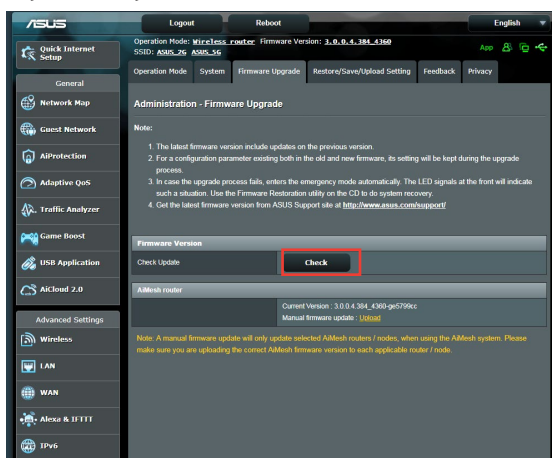 ASUS
Logout
Reboot
English
Operation Mode: Wireless router Firmware Version: 3.0.0.4.384_4360
SSID: ASUS_2G ASUS_5G
App
Quick Internet
Setup
Operation Mode
System
Firmware Upgrade
Restore/Save/Upload Setting
Feedback
Privacy
General
Network Map
Guest Network
AiProtection
Adaptive QoS
Traffic Analyzer
Game Boost
USB Application
AiCloud 2.0
Advanced Settings
Wireless
LAN
WAN
Alexa & IFTTT
IPv6
Administration - Firmware Upgrade
Note:
1. The latest firmware version include updates on the previous version.
2. For a configuration parameter existing both in the old and new firmware, its setting will be kept during the upgrade
process.
3. In case the upgrade process fails, enters the emergency mode automatically. The LED signals at the front will indicate
such a situation. Use the Firmware Restoration utility on the CD to do system recovery.
4. Get the latest firmware version from ASUS Support site at http://www.asus.com/support/
Firmware Version
Check Update
Check
AiMesh router
Current Version : 3.0.0.4.384_4360-ge5799cc
Manual firmware update : Upload
Note: A manual firmware update will only update selected AiMesh routers / nodes, when using the AiMesh system. Please
make sure you are uploading the correct AiMesh firmware version to each applicable router / node.